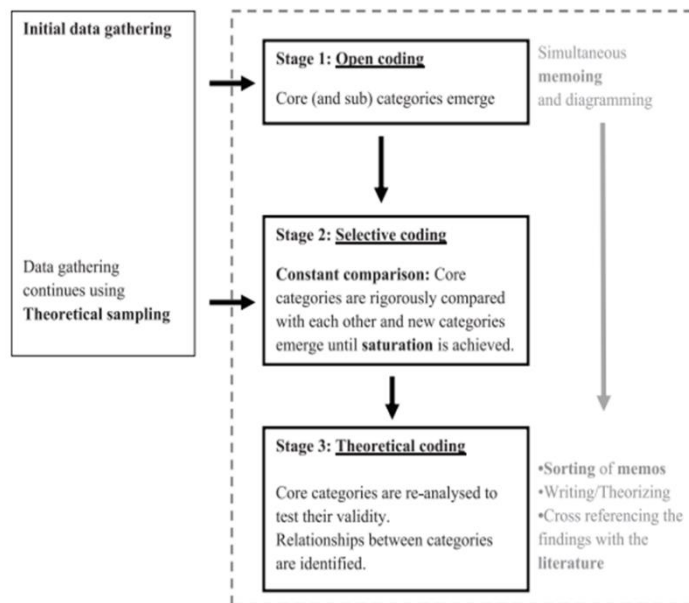 Initial data gathering
Data gathering
continues using
Theoretical sampling
Stage 1: Open coding
Core (and sub) categories emerge
Stage 2: Selective coding
Constant comparison: Core
categories are rigorously compared
with each other and new categories
emerge until saturation is achieved.
Stage 3: Theoretical coding
Core categories are re-analysed to
test their validity.
Relationships between categories
are identified.
Simultaneous
memoing
and diagramming
•Sorting of memos
•Writing/Theorizing
•Cross referencing the
findings with the
literature